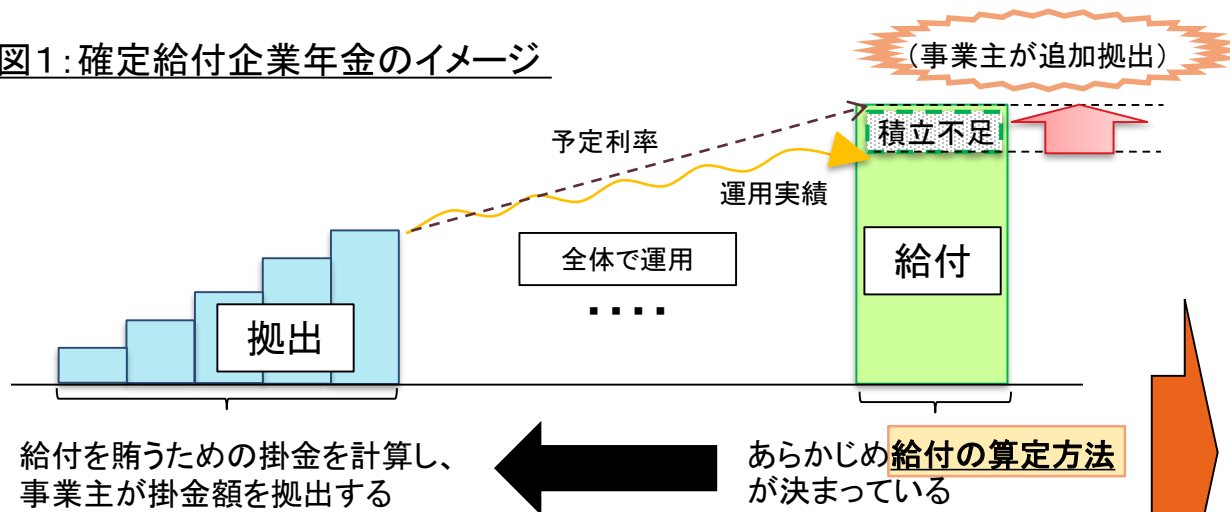 図1:確定給付企業年金のイメージ
(事業主が追加拠出)
積立不足
予定利率
運用実績
全体で運用
・・・・
給付
拠出
給付を賄うための掛金を計算し、
事業主が掛金額を拠出する
あらかじめ給付の算定方法
が決まっている